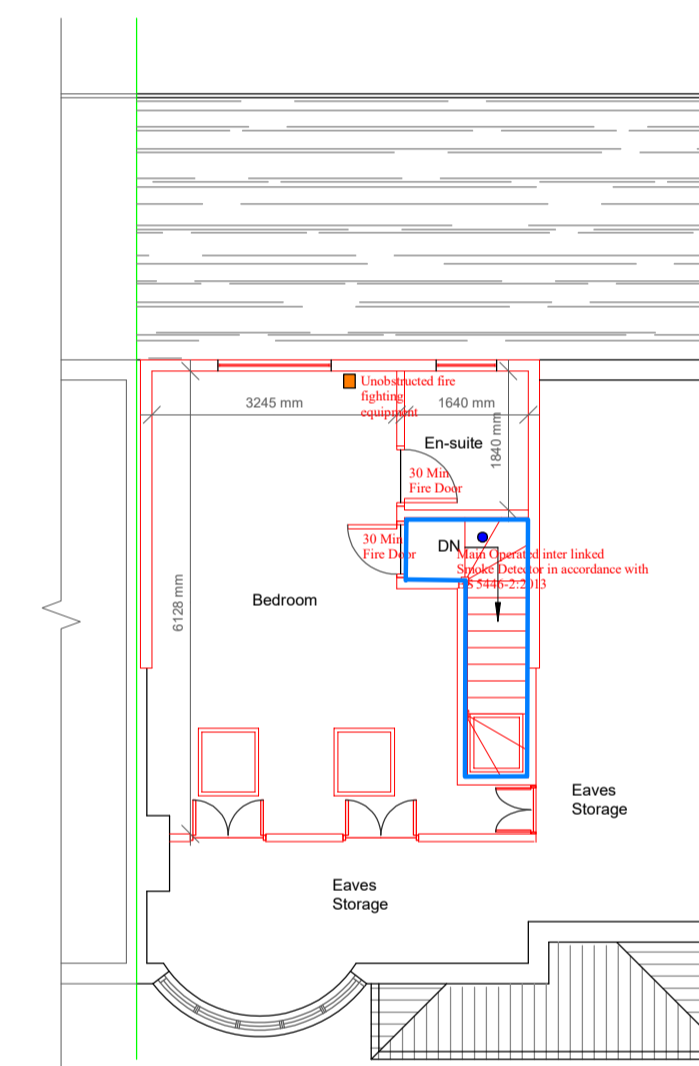 Unobstructed fire
fighting
equipment
3245 mm
1640 mm
En-suite
1840 mm
30 Min
Fire Door
30 Min
Fire Door
DN
Main Operated inter linked
Smoke Detector in accordance with
BS 5446-2:2013
Bedroom
6128 mm
Eaves
Storage
Eaves
Storage